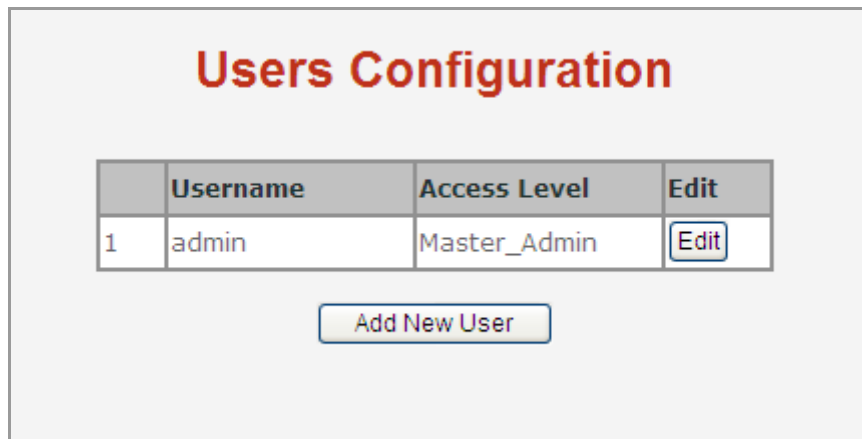 Users Configuration
Username Access Level Edit
1 admin Master_Admin Edit
Add New User